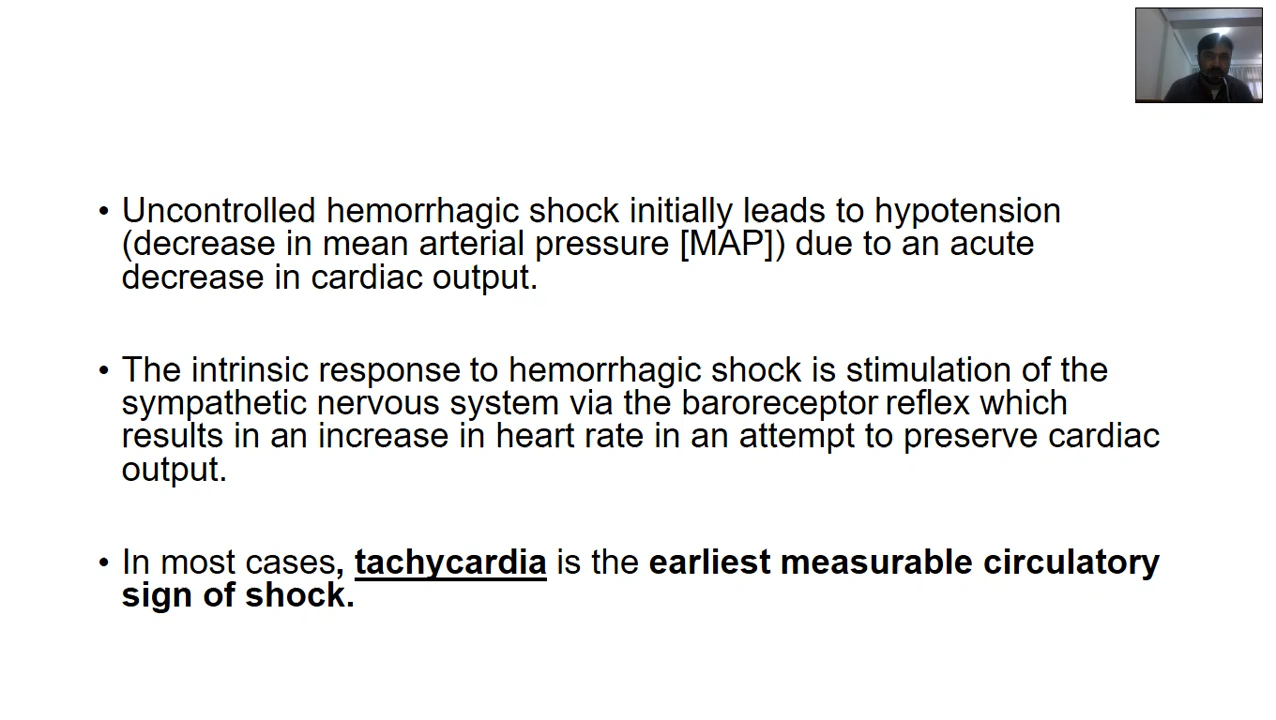 • Uncontrolled hemorrhagic shock initially leads to hypotension
(decrease in mean arterial pressure [MAP]) due to an acute
decrease in cardiac output.
• The intrinsic response to hemorrhagic shock is stimulation of the
sympathetic nervous system via the baroreceptor reflex which
results in an increase in heart rate in an attempt to preserve cardiac
output.
• In most cases, tachycardia is the earliest measurable circulatory
sign of shock.